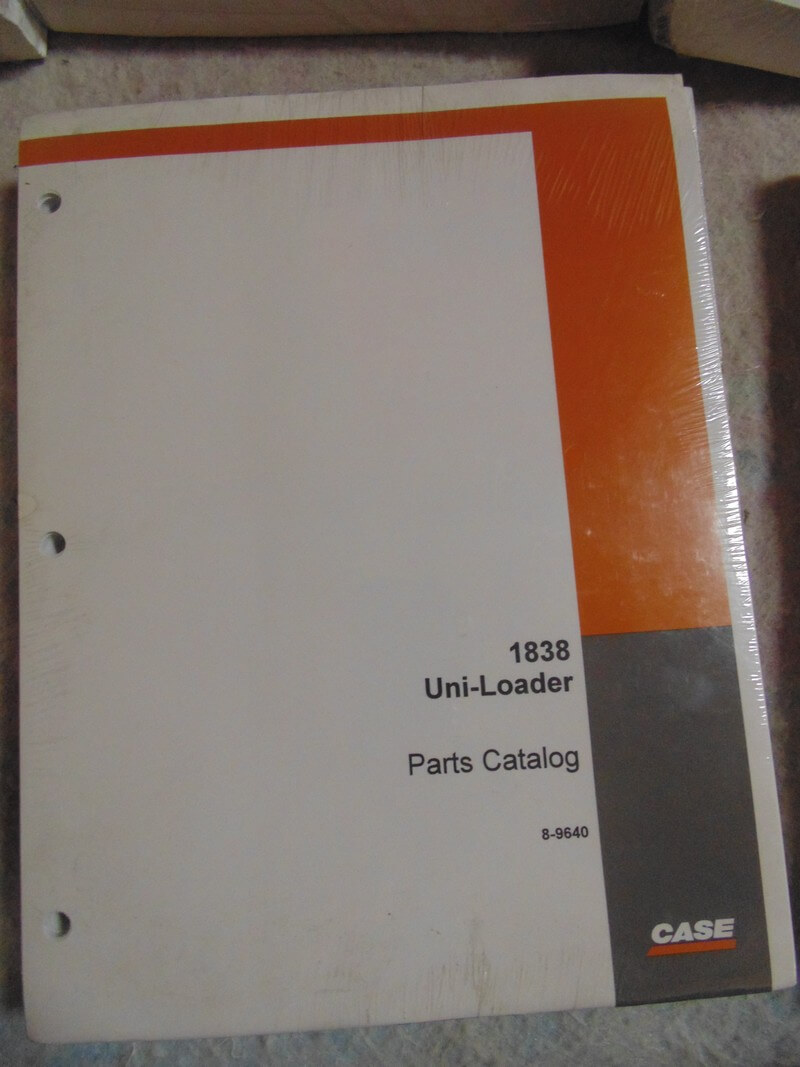 1838
Uni-Loader
Parts Catalog
8-9640
CASE